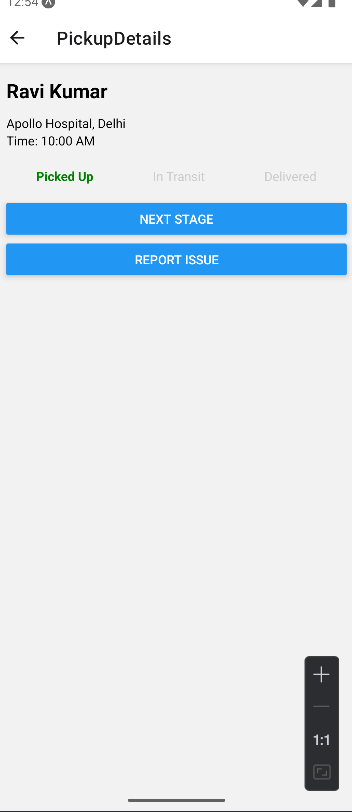 12:54
PickupDetails
Ravi Kumar
Apollo Hospital, Delhi
Time: 10:00 AM
Picked Up In Transit Delivered
NEXT STAGE
REPORT ISSUE
1:1